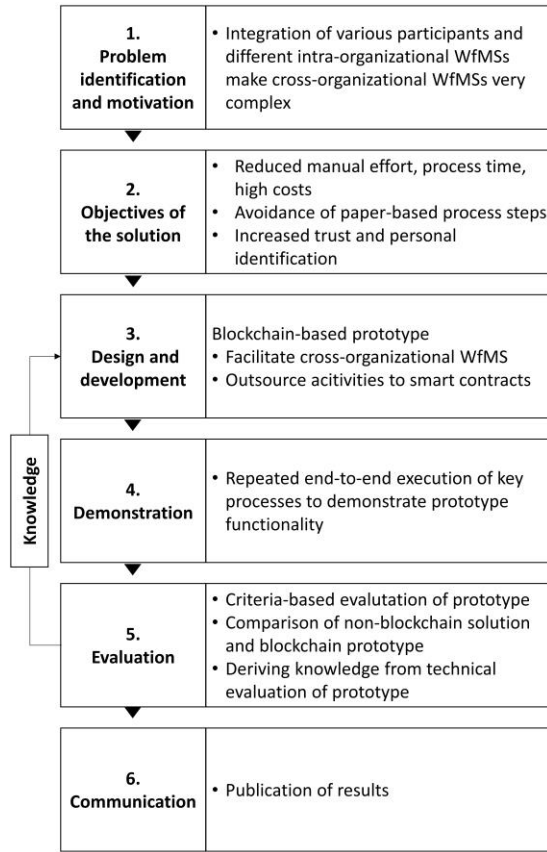 1.
Problem
identification
and motivation
• Integration of various participants and
different intra-organizational WfMSs
make cross-organizational WfMSs very
complex
2.
Objectives of
the solution
• Reduced manual effort, process time,
high costs
• Avoidance of paper-based process steps
• Increased trust and personal
identification
3.
Design and
development
Blockchain-based prototype
• Facilitate cross-organizational WfMS
• Outsource acitivities to smart contracts
Knowledge
4.
Demonstration
• Repeated end-to-end execution of key
processes to demonstrate prototype
functionality
5.
Evaluation
• Criteria-based evalutation of prototype
• Comparison of non-blockchain solution
and blockchain prototype
• Deriving knowledge from technical
evaluation of prototype
6.
Communication
• Publication of results